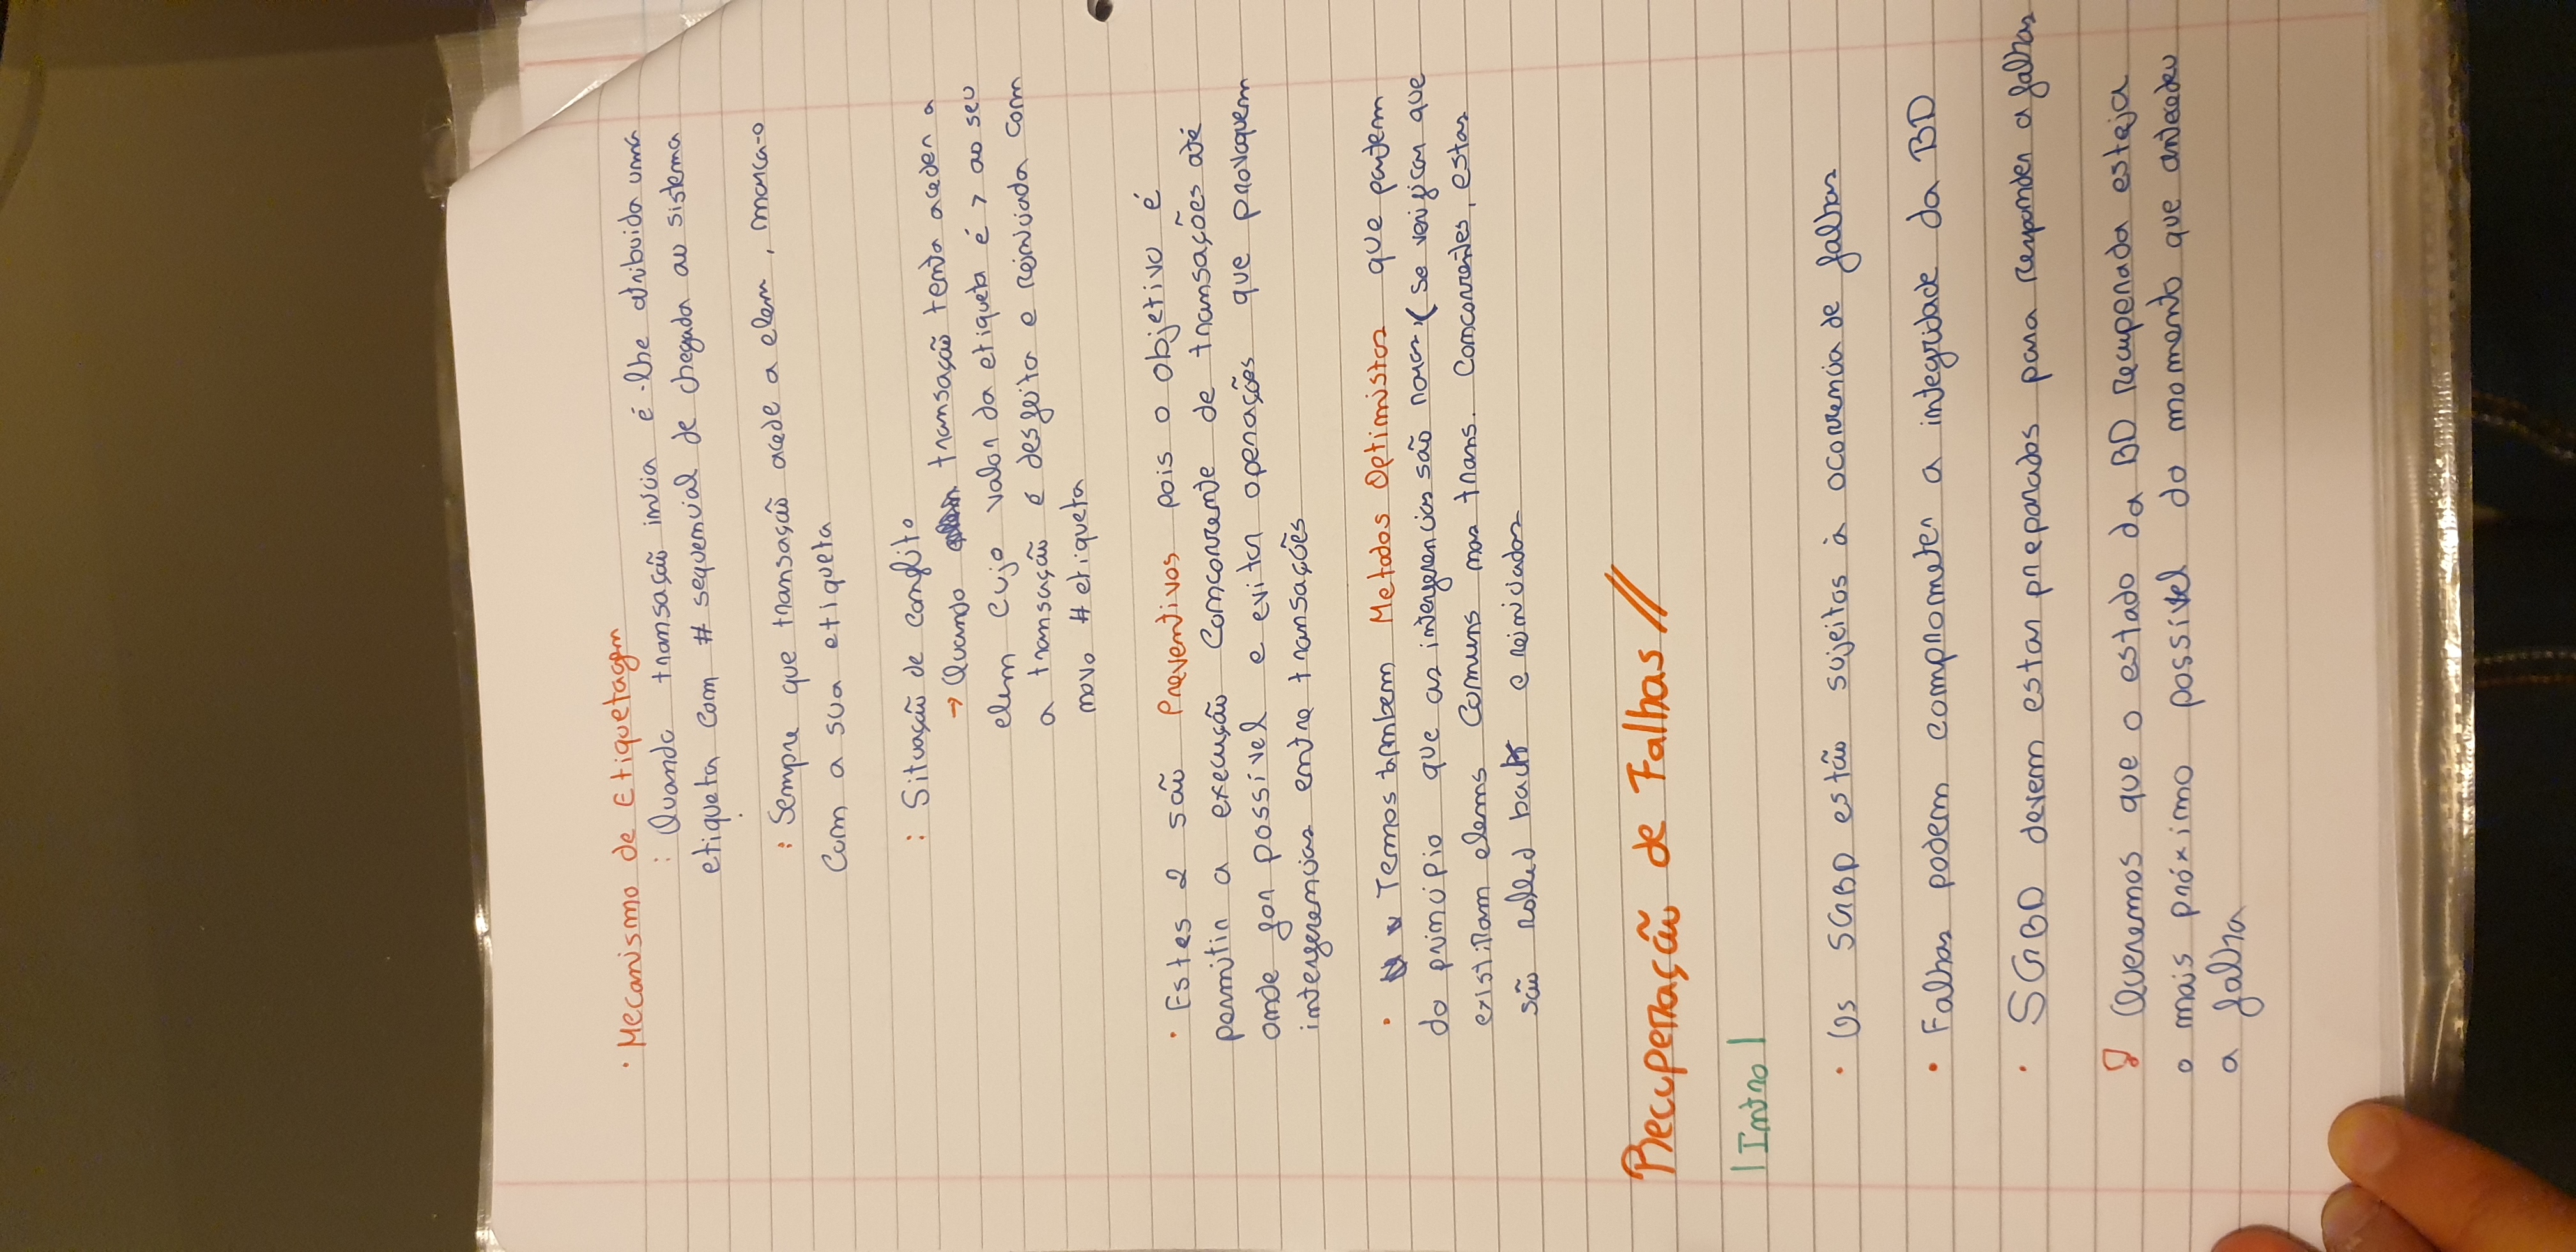 · Mecanismo de Etiquetagem
: Quando transação inicia é-lhe atribuida uma
etiqueta com # sequencial de chegada ao sistema
: Sempre que transação acede a elem, marca-o
com a sua etiqueta
: Situação de conflito
→ Quando transação tenta aceder a
elem cujo valor da etiqueta é > ao seu
a transação é desfeita e reiniciada com
novo # etiqueta
· Estes 2 são Preventivos pois o objetivo é
permitir a execução concorrente de transações até
onde for possível e evitar operações que provoquem
interferencias entre transações
· Temos tambem Metodos Optimistas que partem
do principio que as interferencias são raras, (se verificar que
existiram elems comuns nas trans. concorrentes, estas
são rolled back e reiniciadas
Recuperação de Falhas //
| Intro |
· Os SGBD estão sujeitos à ocorrencia de falhas
· Falhas podem comprometer a integridade da BD
· SGBD devem estar preparados para responder a falhas
! Queremos que o estado da BD recuperada esteja
o mais próximo possível do momento que antecedeu
a falha